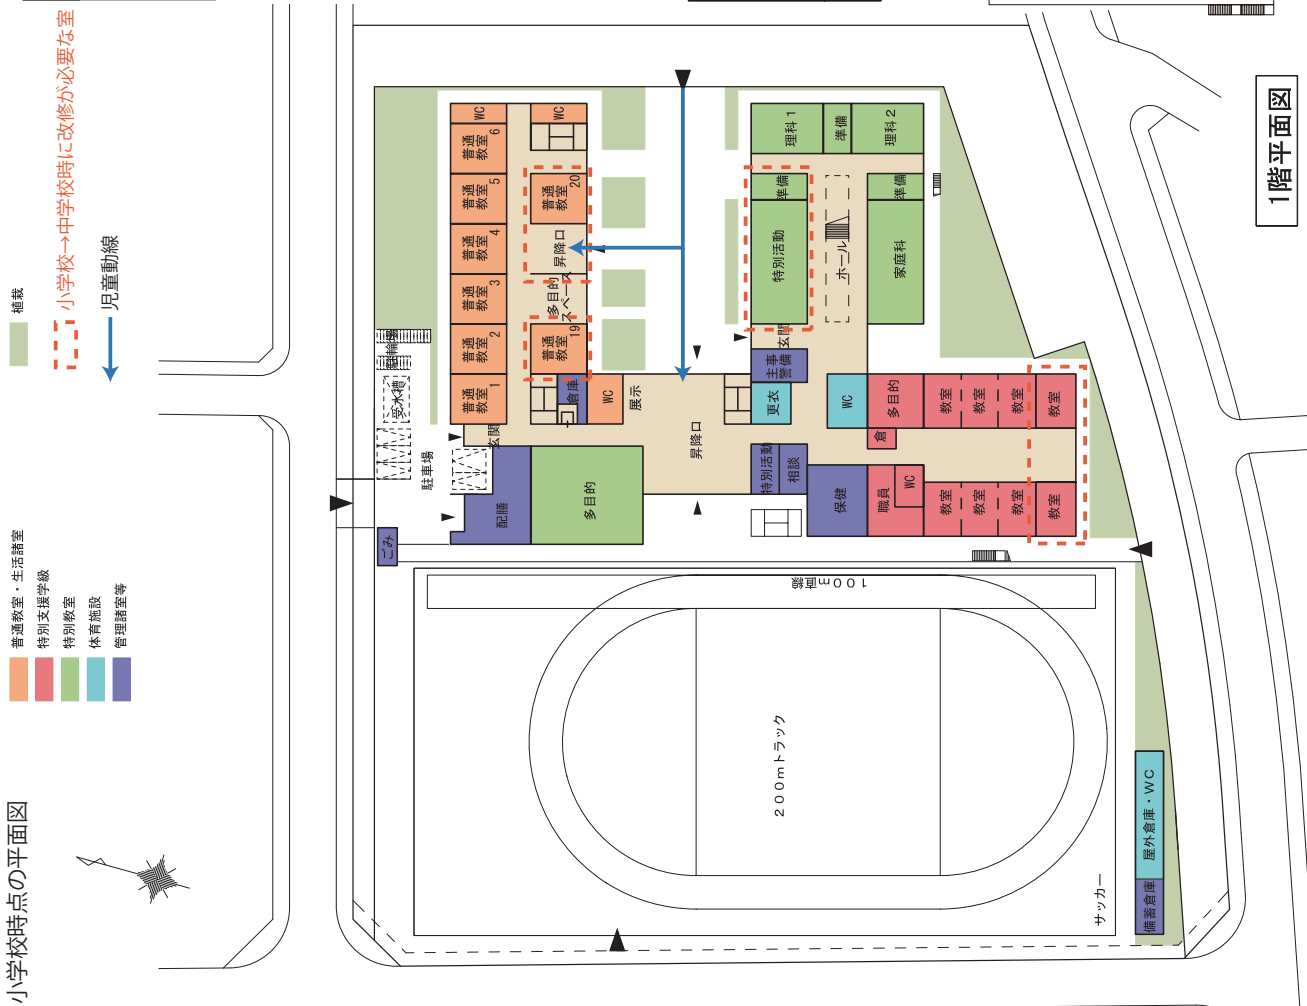 小学校時点の平面図
普通教室・生活諸室
特別支援学級
特別教室
体育施設
管理諸室等
植栽
小学校→中学校時に改修が必要な室
児童動線
1階平面図
受水槽
駐車場
ごみ
玄関
配膳
多目的
普通
教室
1
普通
教室
2
普通
教室
3
普通
教室
4
普通
教室
5
普通
教室
6
WC
WC
普通
教室
20
昇降口
多目的
スペース
普通
教室
19
倉庫
WC
展示
昇降口
理科1
準備
理科2
準備
特別活動
ホール
準備
家庭科
玄関
主事
警備
更衣
WC
多目的
倉
教室
教室
教室
教室
特別活動
相談
保健
職員
WC
教室
教室
教室
教室
100m直線
200mトラック
サッカー
屋外倉庫・WC
備蓄倉庫